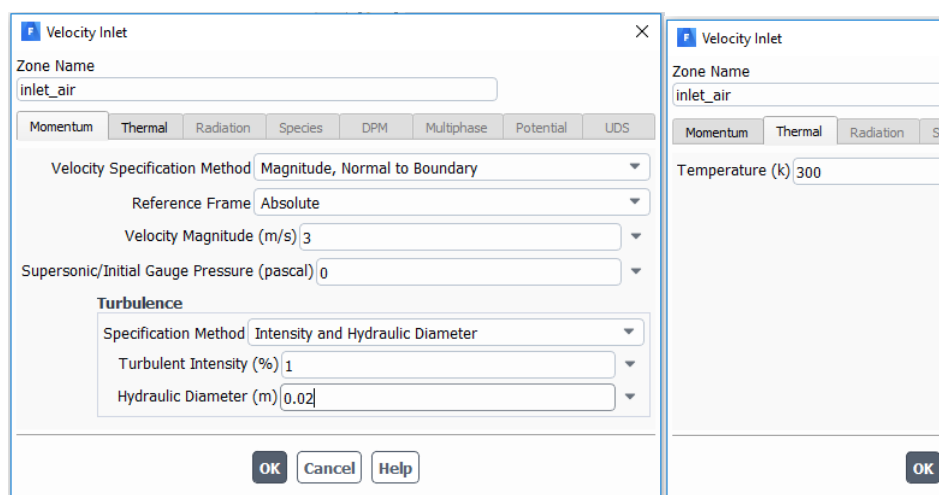 Velocity Inlet
Zone Name
inlet_air
Momentum Thermal Radiation Species DPM Multiphase Potential UDS
Velocity Specification Method Magnitude, Normal to Boundary
Reference Frame Absolute
Velocity Magnitude (m/s) 3
Supersonic/Initial Gauge Pressure (pascal) 0
Turbulence
Specification Method Intensity and Hydraulic Diameter
Turbulent Intensity (%) 1
Hydraulic Diameter (m) 0.02
OK Cancel Help
Velocity Inlet
Zone Name
inlet_air
Momentum Thermal Radiation S
Temperature (k) 300
OK